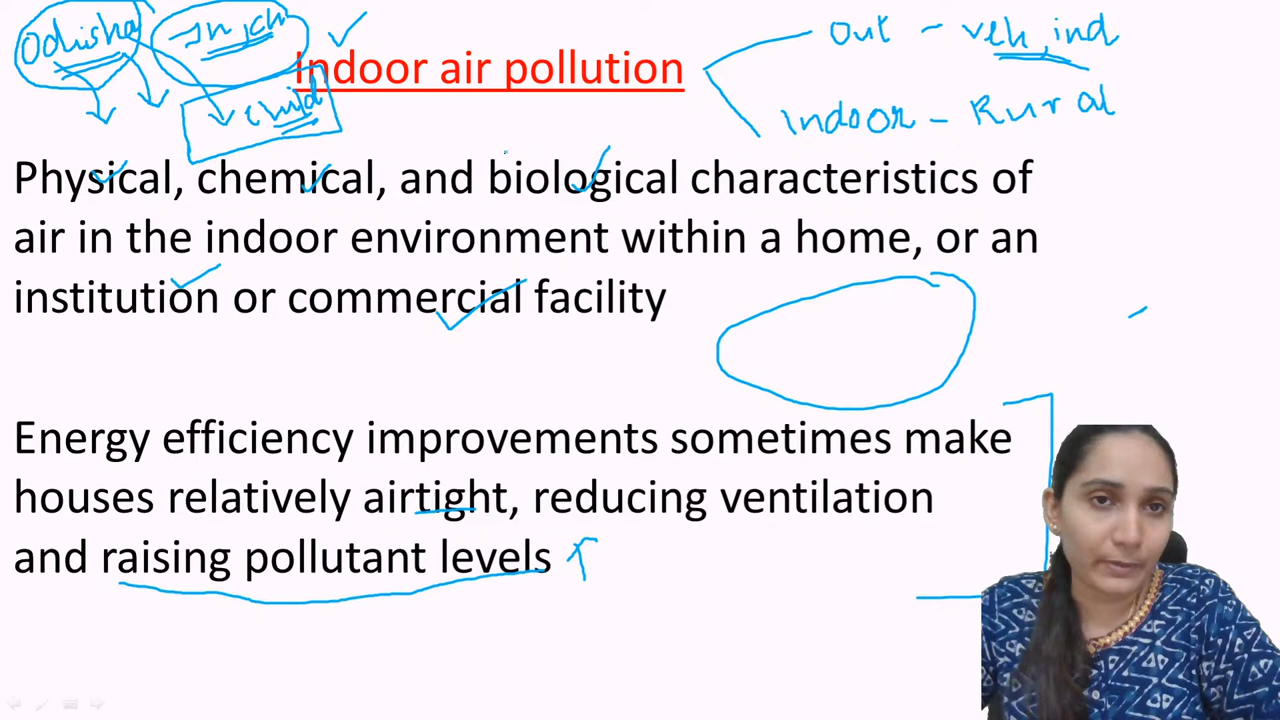 Odisha
Out - veh, ind
Indoor air pollution
child
indoor - Rural
Physical, chemical, and biological characteristics of
air in the indoor environment within a home, or an
institution or commercial facility
Energy efficiency improvements sometimes make
houses relatively airtight, reducing ventilation
and raising pollutant levels